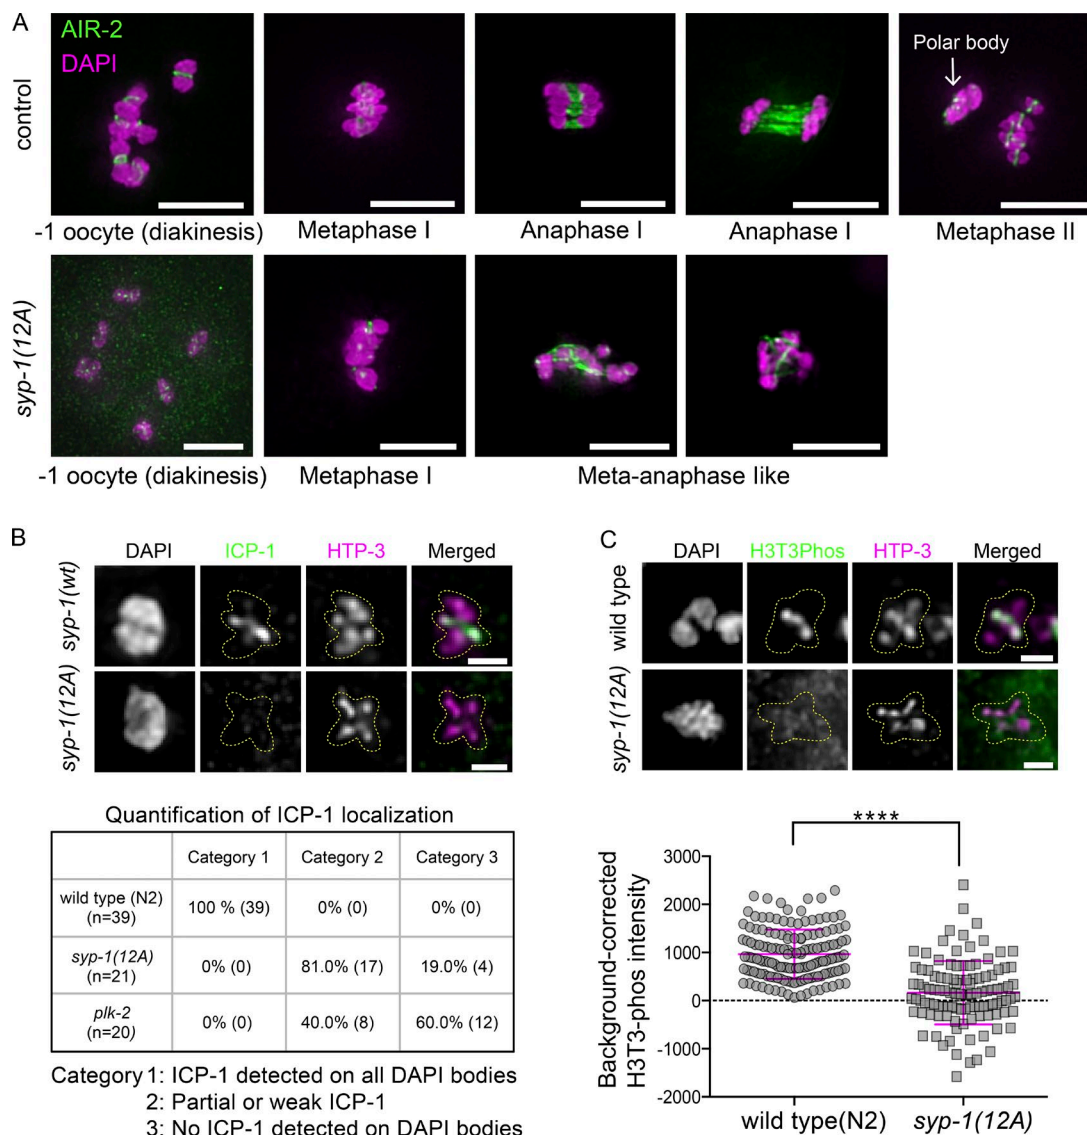 A
AIR-2
DAPI
control
Polar body
-1 oocyte (diakinesis)
Metaphase I
Anaphase I
Anaphase I
Metaphase II
syp-1(12A)
-1 oocyte (diakinesis)
Metaphase I
Meta-anaphase like
B
DAPI
ICP-1
HTP-3
Merged
syp-1(wt)
syp-1(12A)
Quantification of ICP-1 localization
Category 1
Category 2
Category 3
wild type (N2)
(n=39)
100 % (39)
0% (0)
0% (0)
syp-1(12A)
(n=21)
0% (0)
81.0% (17)
19.0% (4)
plk-2
(n=20)
0% (0)
40.0% (8)
60.0% (12)
Category 1: ICP-1 detected on all DAPI bodies
2: Partial or weak ICP-1
3: No ICP-1 detected on DAPI bodies
C
DAPI
H3T3Phos
HTP-3
Merged
wild type
syp-1(12A)
****
Background-corrected
H3T3-phos intensity
3000
2000
1000
0
-1000
-2000
wild type(N2)
syp-1(12A)